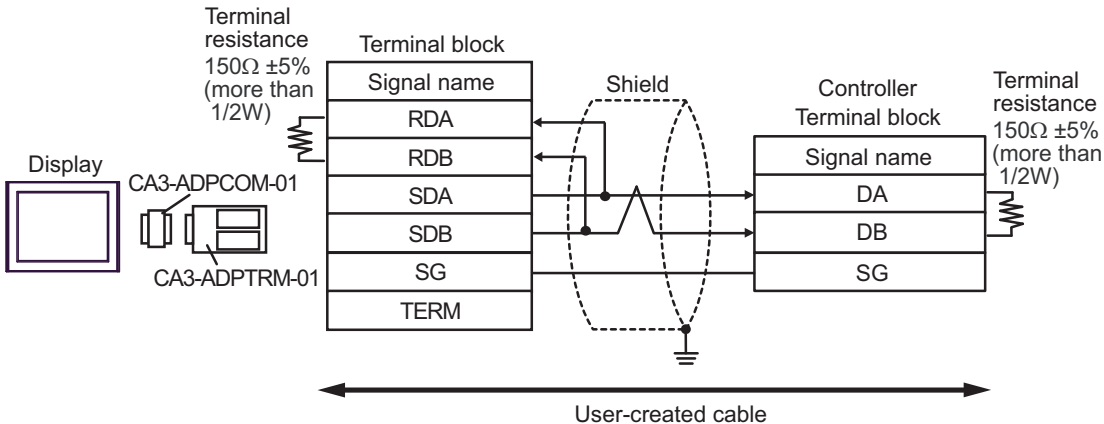 Terminal
resistance
150Ω ±5%
(more than
1/2W)
Display
CA3-ADPCOM-01
CA3-ADPTRM-01
Terminal block
Signal name
RDA
RDB
SDA
SDB
SG
TERM
Shield
Controller
Terminal block
Signal name
DA
DB
SG
Terminal
resistance
150Ω ±5%
(more than
1/2W)
User-created cable